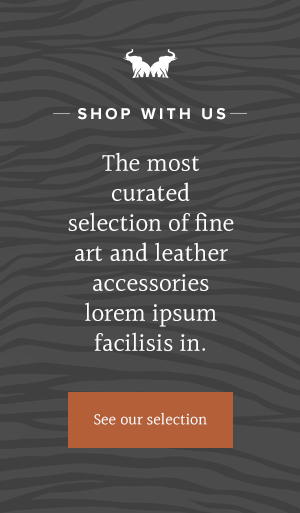 SHOP WITH US
The most
curated
selection of fine
art and leather
accessories
lorem ipsum
facilisis in.
See our selection